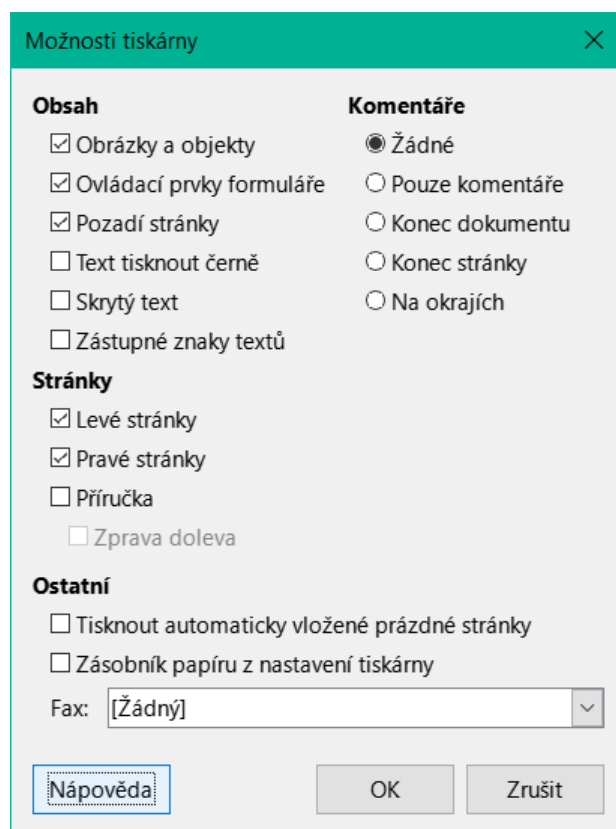 Možnosti tiskárny
Obsah
Obrázky a objekty
Ovládací prvky formuláře
Pozadí stránky
Text tisknout černě
Skrytý text
Zástupné znaky textů
Komentáře
Žádné
Pouze komentáře
Konec dokumentu
Konec stránky
Na okrajích
Stránky
Levé stránky
Pravé stránky
Příručka
Zprava doleva
Ostatní
Tisknout automaticky vložené prázdné stránky
Zásobník papíru z nastavení tiskárny
Fax: [Žádný]
Nápověda OK Zrušit